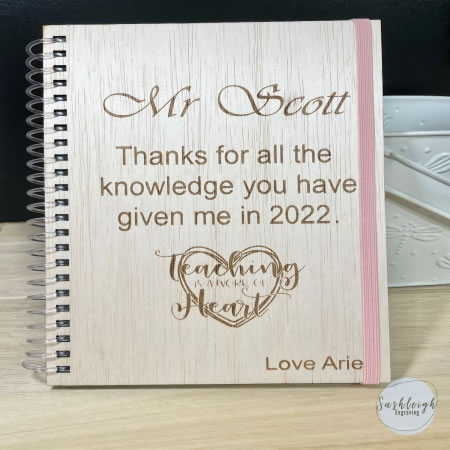 Mr Scott
Thanks for all the
knowledge you have
given me in 2022.
Teaching
IS A WORK OF
Heart
Love Arie
Sarkleigh
Engraving